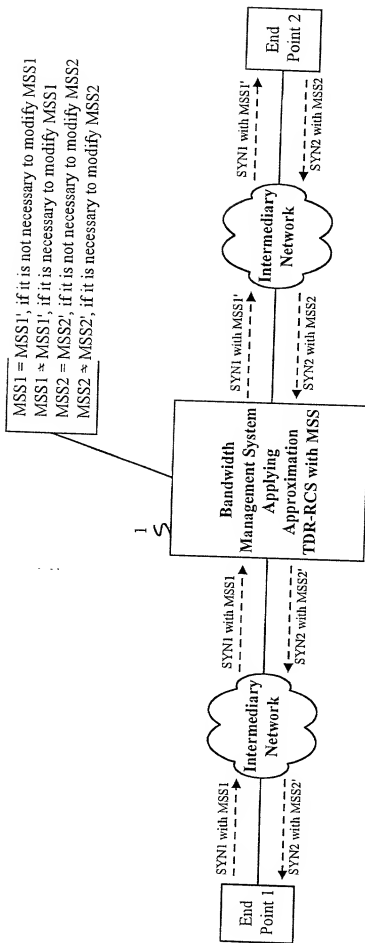 MSS1 = MSS1', if it is not necessary to modify MSS1
MSS1 ≠ MSS1', if it is necessary to modify MSS1
MSS2 = MSS2', if it is not necessary to modify MSS2
MSS2 ≠ MSS2', if it is necessary to modify MSS2
1
End
Point 1
SYN1 with MSS1
SYN2 with MSS2'
Intermediary
Network
SYN1 with MSS1
SYN2 with MSS2'
Bandwidth
Management System
Applying
Approximation
TDR-RCS with MSS
SYN1 with MSS1'
SYN2 with MSS2
Intermediary
Network
SYN1 with MSS1'
SYN2 with MSS2
End
Point 2